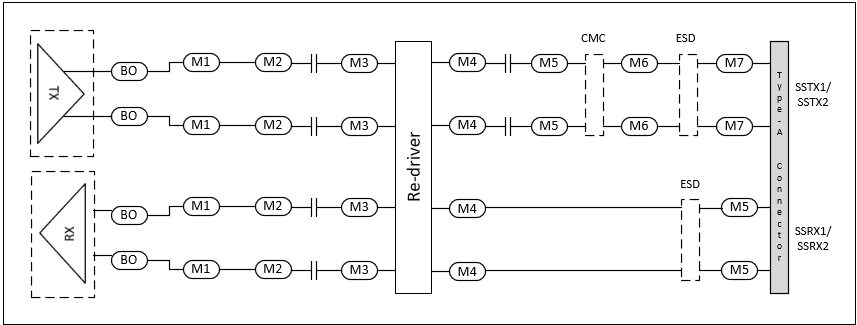 CMC ESD
M1 M2 M3 M4 M5 M6 M7
BO
TX
BO
SSTX1/
SSTX2
M1 M2 M3 M4 M5 M6 M7
Re-driver
Type-A Connector
ESD
M1 M2 M3 M4 M5
BO
RX
SSRX1/
SSRX2
BO
M1 M2 M3 M4 M5